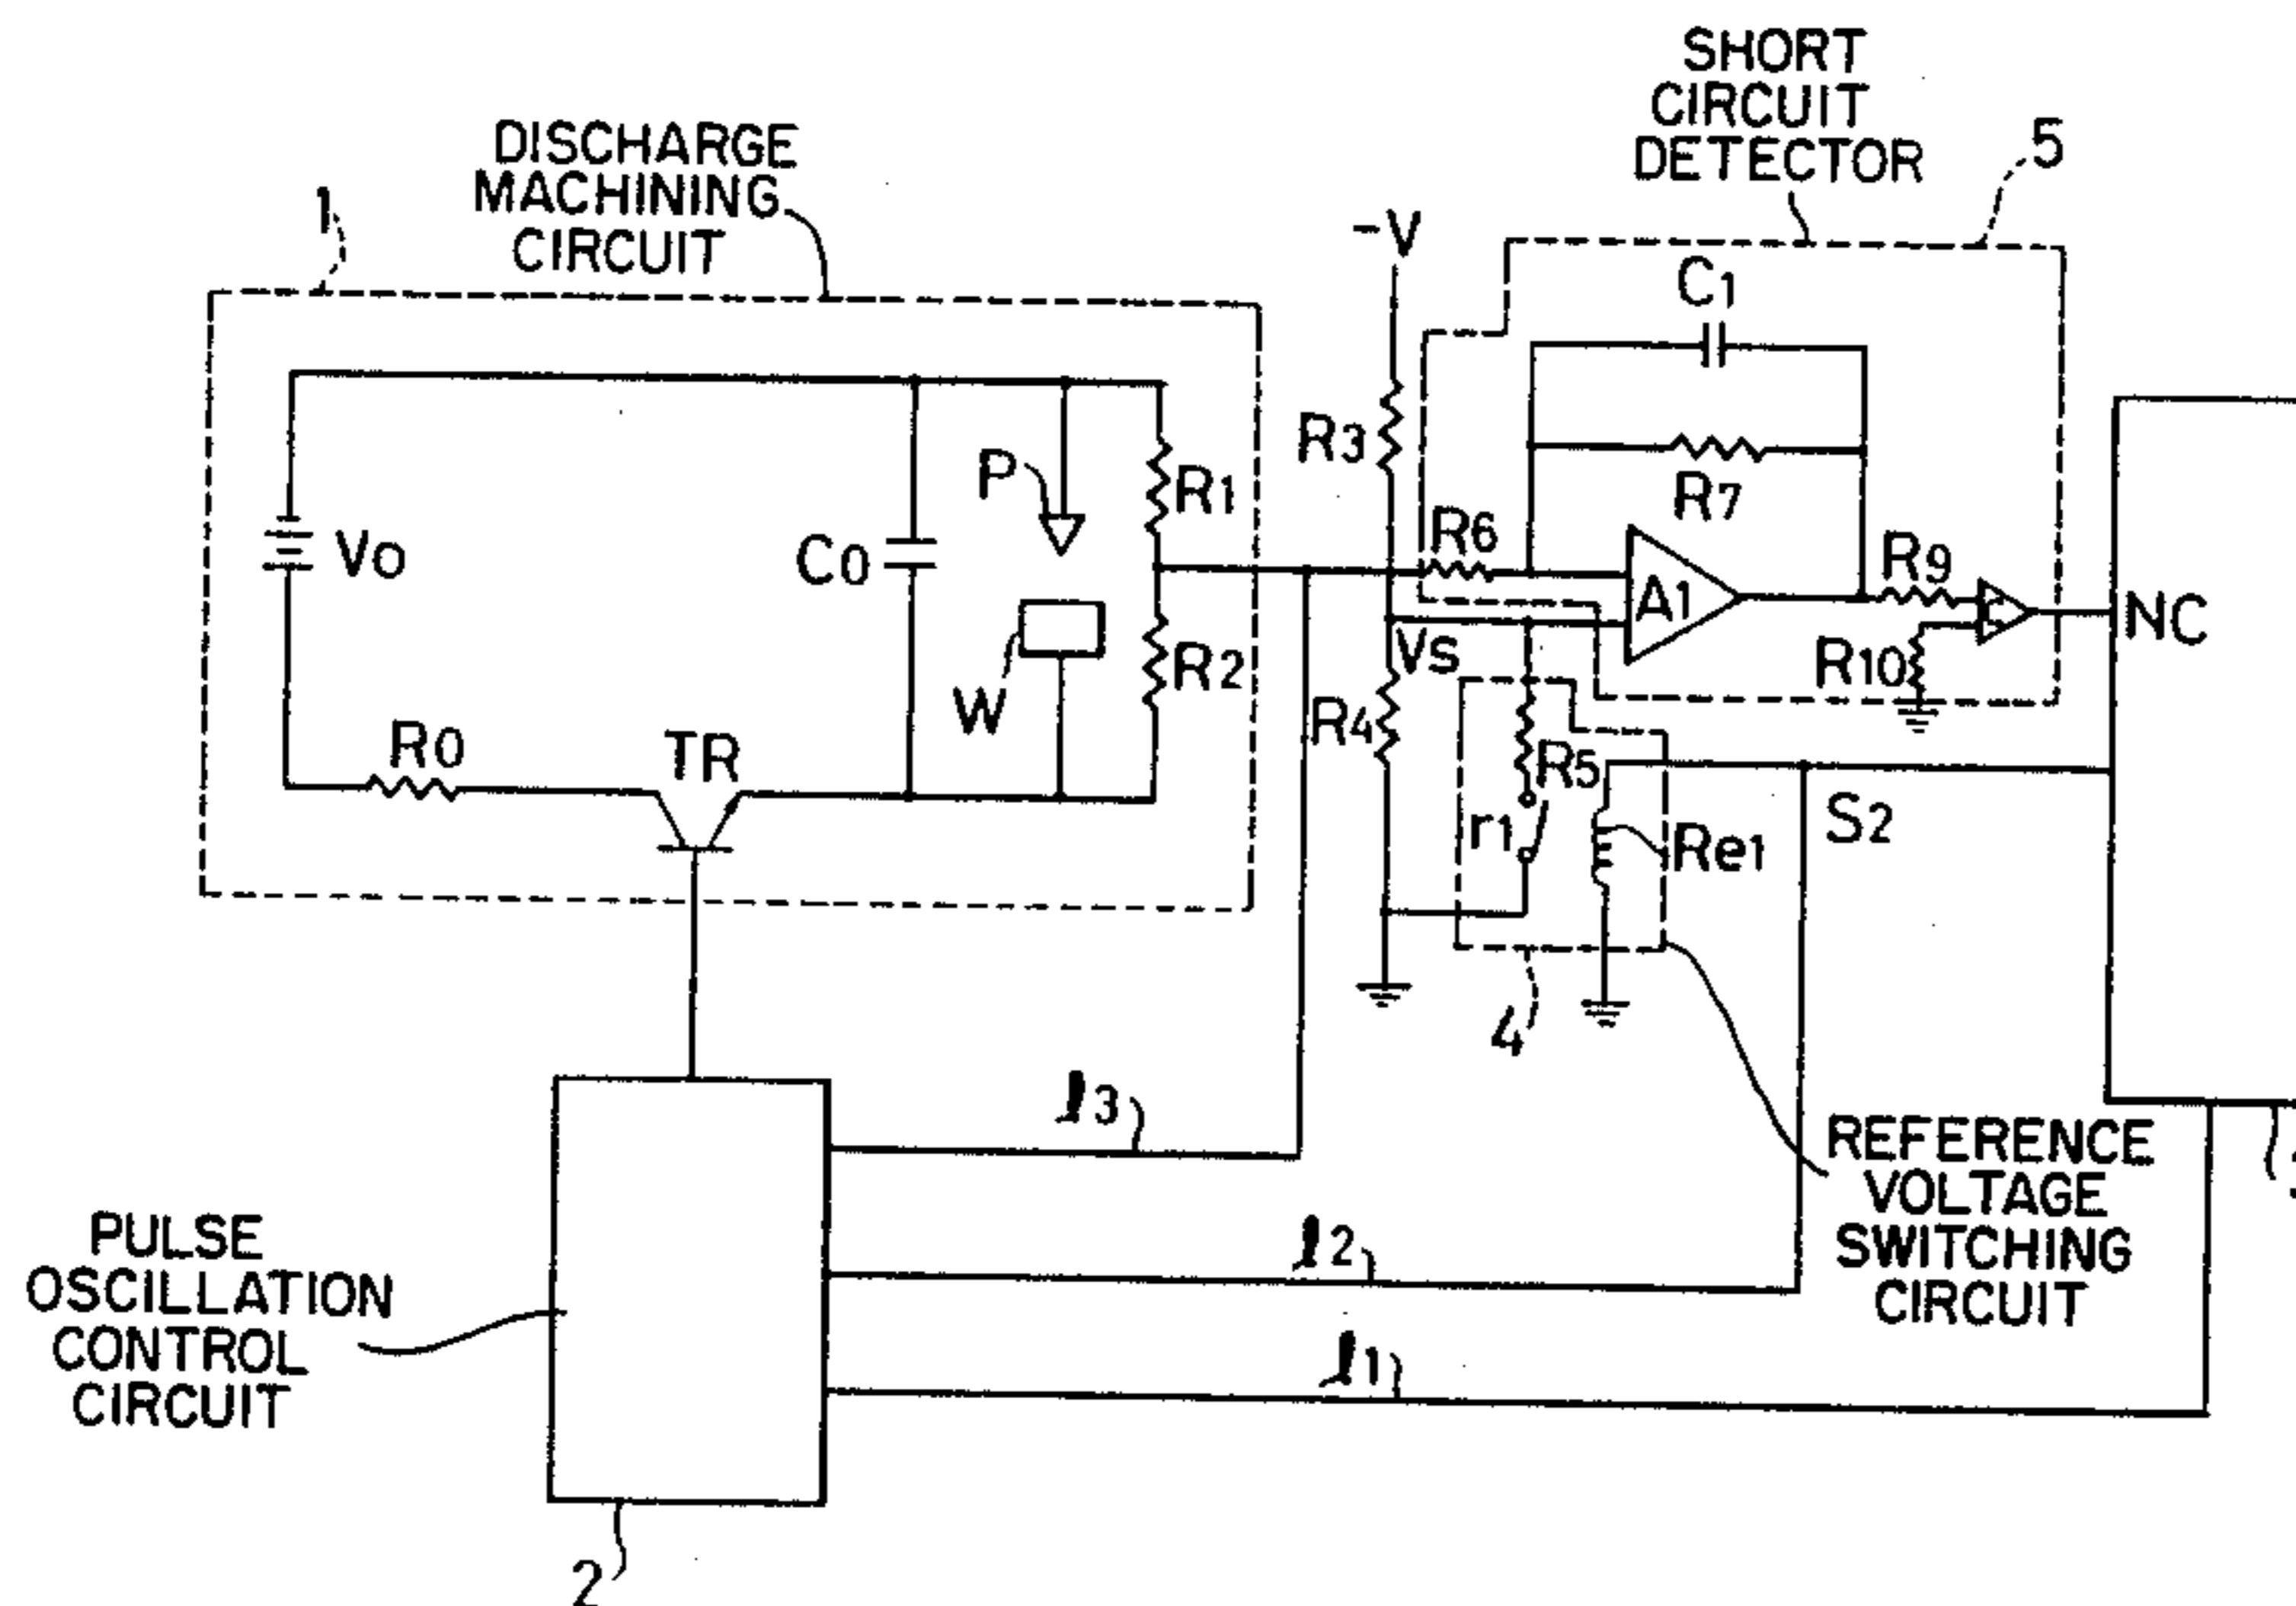 SHORT
CIRCUIT
DETECTOR
5
DISCHARGE
MACHINING
CIRCUIT
1
-V
C1
R3
R7
P
R1
R6
Vo
Co
A1
R9
NC
Vs
R10
W
R2
R4
Ro
TR
R5
r1
Re1
S2
4
l3
REFERENCE
VOLTAGE
SWITCHING
CIRCUIT
l2
PULSE
OSCILLATION
CONTROL
CIRCUIT
l1
2